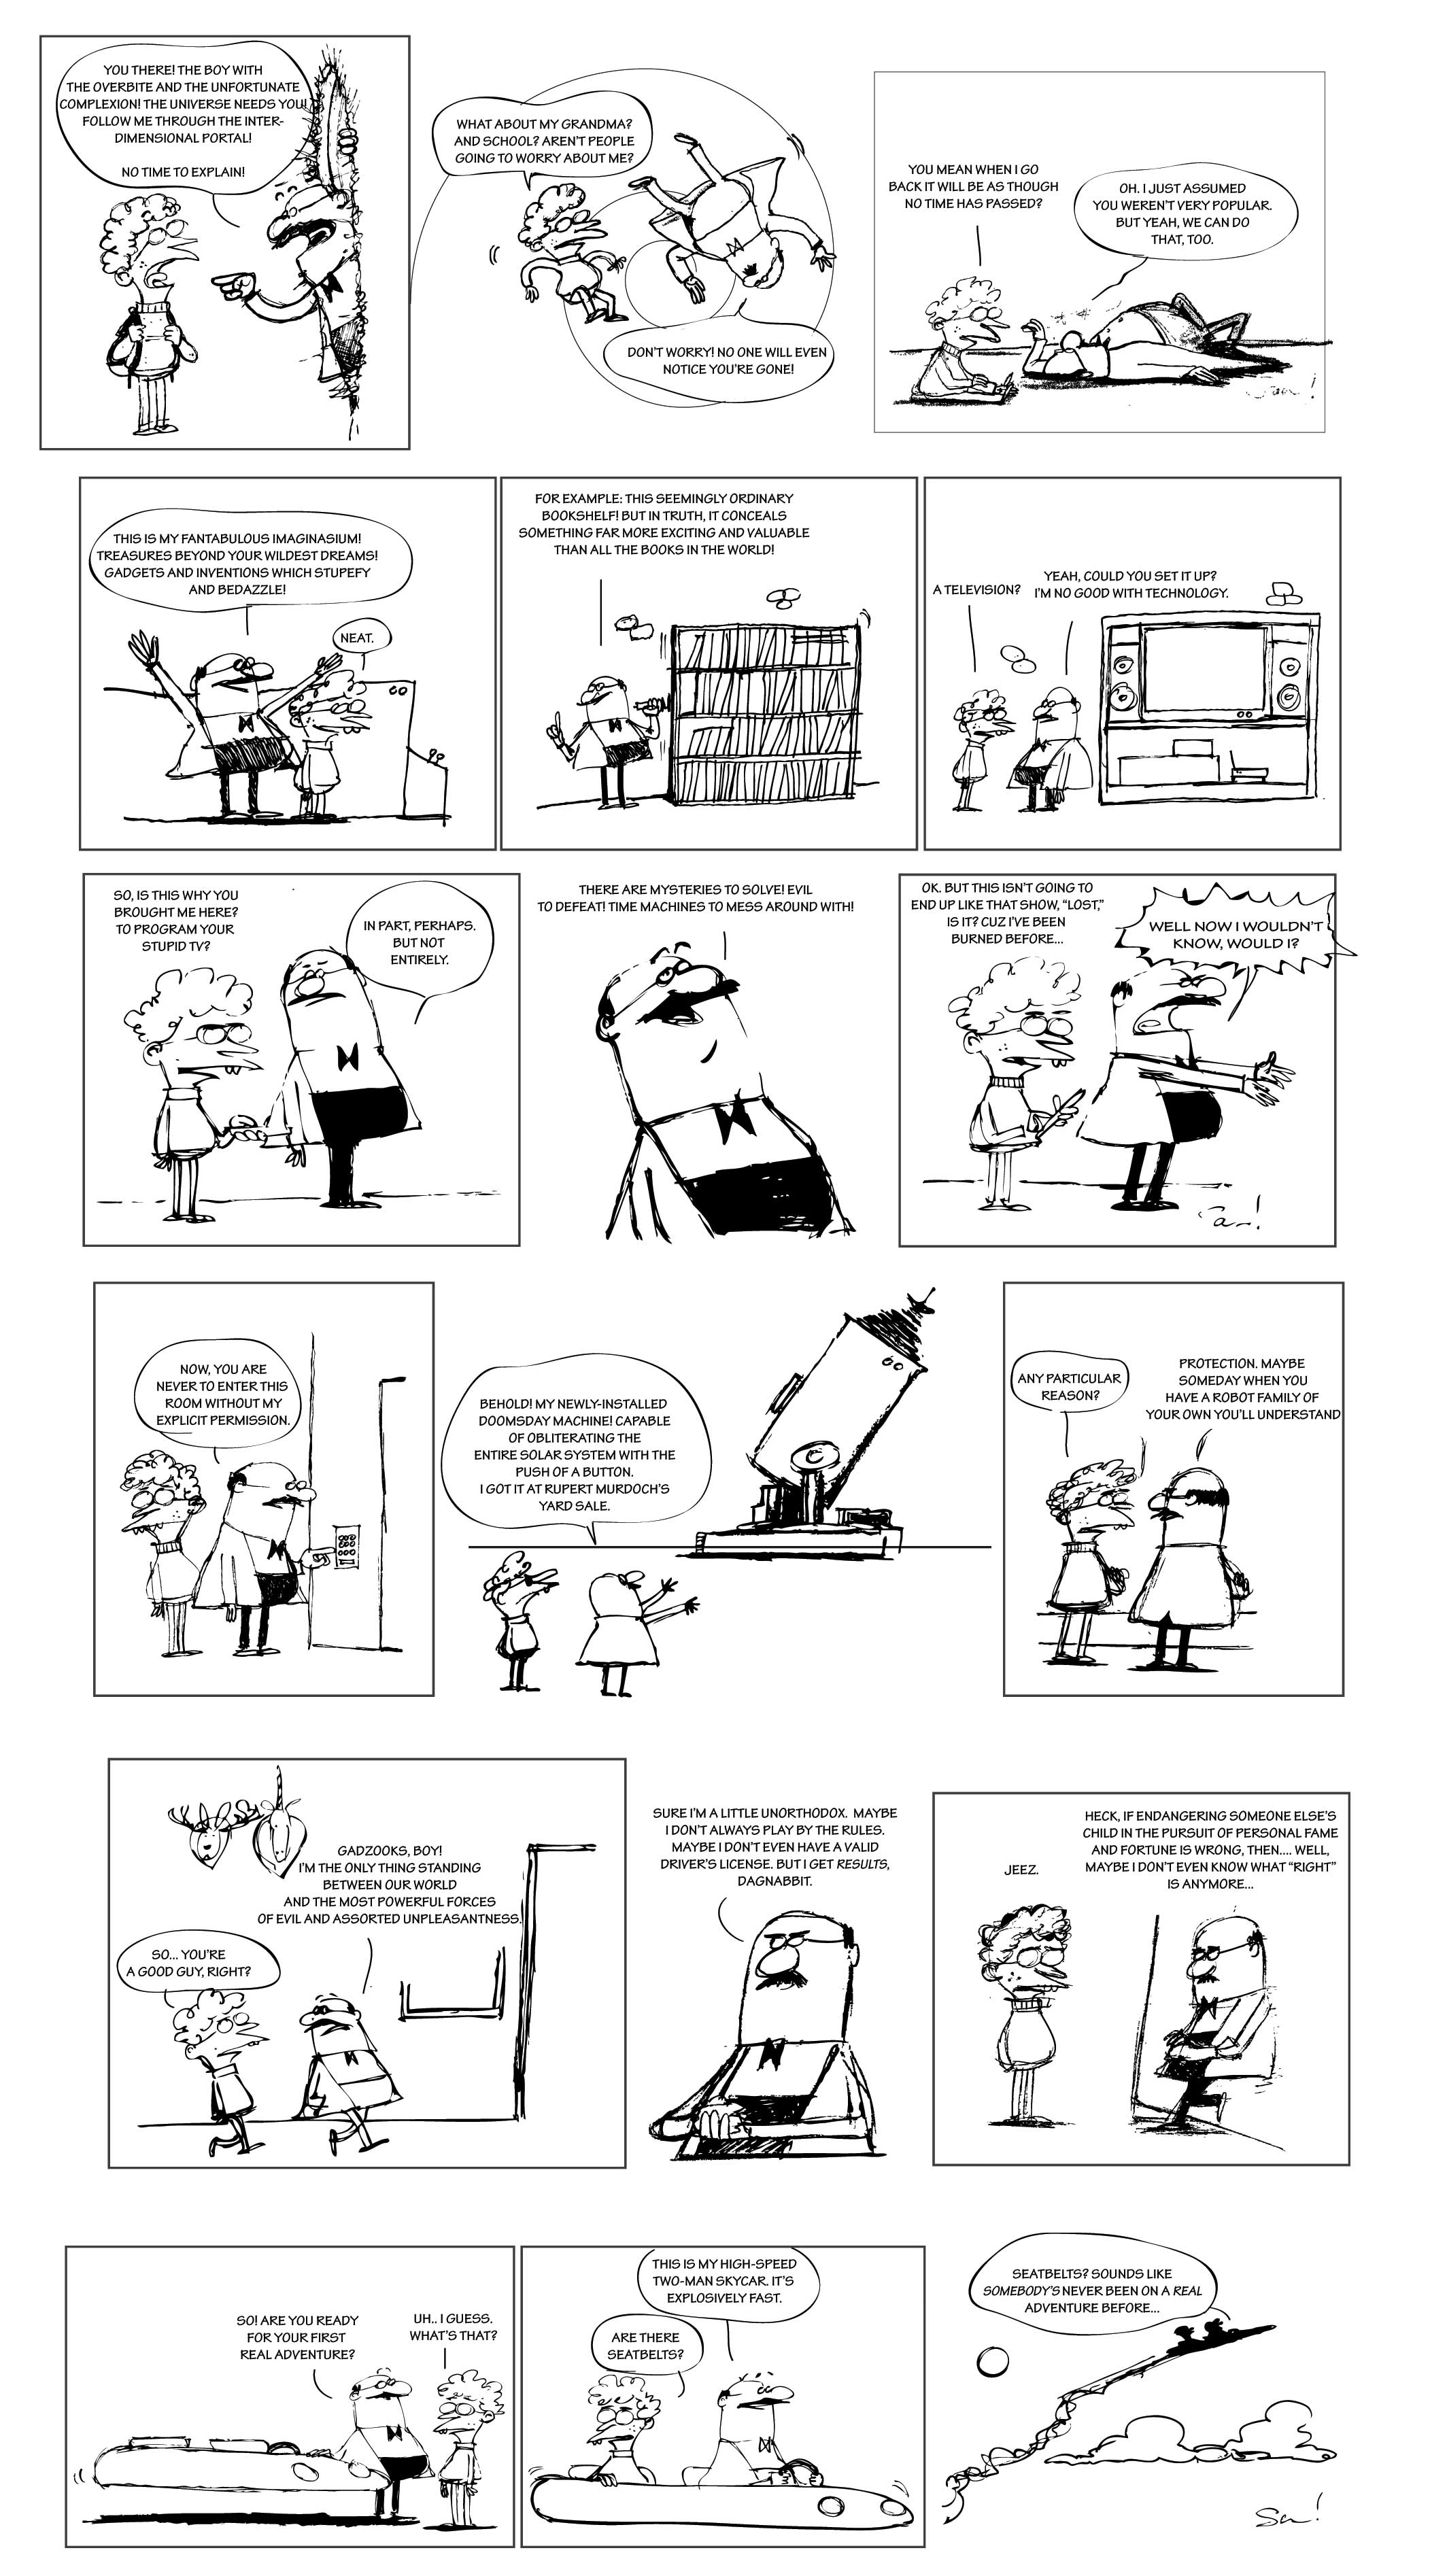 YOU THERE! THE BOY WITH
THE OVERBITE AND THE UNFORTUNATE
COMPLEXION! THE UNIVERSE NEEDS YOU!
FOLLOW ME THROUGH THE INTER-
DIMENSIONAL PORTAL!
NO TIME TO EXPLAIN!
WHAT ABOUT MY GRANDMA?
AND SCHOOL? AREN'T PEOPLE
GOING TO WORRY ABOUT ME?
DON'T WORRY! NO ONE WILL EVEN
NOTICE YOU'RE GONE!
YOU MEAN WHEN I GO
BACK IT WILL BE AS THOUGH
NO TIME HAS PASSED?
OH. I JUST ASSUMED
YOU WEREN'T VERY POPULAR.
BUT YEAH, WE CAN DO
THAT, TOO.
THIS IS MY FANTABULOUS IMAGINASIUM!
TREASURES BEYOND YOUR WILDEST DREAMS!
GADGETS AND INVENTIONS WHICH STUPEFY
AND BEDAZZLE!
NEAT.
FOR EXAMPLE: THIS SEEMINGLY ORDINARY
BOOKSHELF! BUT IN TRUTH, IT CONCEALS
SOMETHING FAR MORE EXCITING AND VALUABLE
THAN ALL THE BOOKS IN THE WORLD!
A TELEVISION?
YEAH, COULD YOU SET IT UP?
I'M NO GOOD WITH TECHNOLOGY.
SO, IS THIS WHY YOU
BROUGHT ME HERE?
TO PROGRAM YOUR
STUPID TV?
IN PART, PERHAPS.
BUT NOT
ENTIRELY.
THERE ARE MYSTERIES TO SOLVE! EVIL
TO DEFEAT! TIME MACHINES TO MESS AROUND WITH!
OK. BUT THIS ISN'T GOING TO
END UP LIKE THAT SHOW, "LOST,"
IS IT? CUZ I'VE BEEN
BURNED BEFORE...
WELL NOW I WOULDN'T
KNOW, WOULD I?
NOW, YOU ARE
NEVER TO ENTER THIS
ROOM WITHOUT MY
EXPLICIT PERMISSION.
BEHOLD! MY NEWLY-INSTALLED
DOOMSDAY MACHINE! CAPABLE
OF OBLITERATING THE
ENTIRE SOLAR SYSTEM WITH THE
PUSH OF A BUTTON.
I GOT IT AT RUPERT MURDOCH'S
YARD SALE.
ANY PARTICULAR
REASON?
PROTECTION. MAYBE
SOMEDAY WHEN YOU
HAVE A ROBOT FAMILY OF
YOUR OWN YOU'LL UNDERSTAND
SO... YOU'RE
A GOOD GUY, RIGHT?
GADZOOKS, BOY!
I'M THE ONLY THING STANDING
BETWEEN OUR WORLD
AND THE MOST POWERFUL FORCES
OF EVIL AND ASSORTED UNPLEASANTNESS.
SURE I'M A LITTLE UNORTHODOX. MAYBE
I DON'T ALWAYS PLAY BY THE RULES.
MAYBE I DON'T EVEN HAVE A VALID
DRIVER'S LICENSE. BUT I GET RESULTS,
DAGNABBIT.
JEEZ.
HECK, IF ENDANGERING SOMEONE ELSE'S
CHILD IN THE PURSUIT OF PERSONAL FAME
AND FORTUNE IS WRONG, THEN.... WELL,
MAYBE I DON'T EVEN KNOW WHAT "RIGHT"
IS ANYMORE...
SO! ARE YOU READY
FOR YOUR FIRST
REAL ADVENTURE?
UH.. I GUESS.
WHAT'S THAT?
THIS IS MY HIGH-SPEED
TWO-MAN SKYCAR. IT'S
EXPLOSIVELY FAST.
ARE THERE
SEATBELTS?
SEATBELTS? SOUNDS LIKE
SOMEBODY'S NEVER BEEN ON A REAL
ADVENTURE BEFORE...